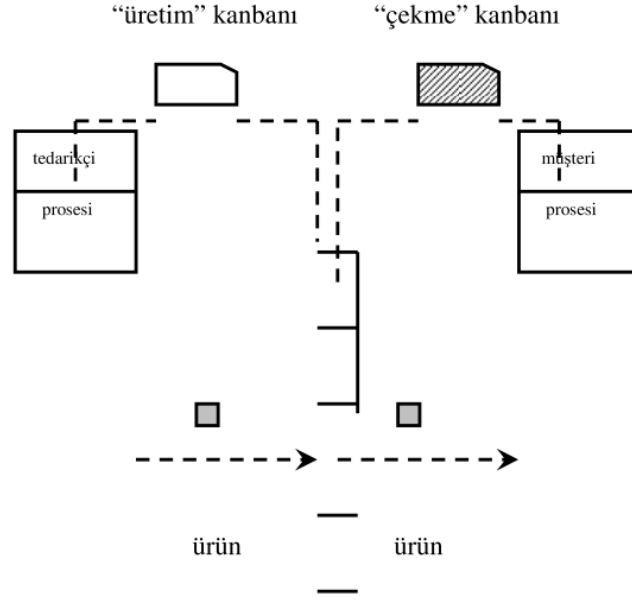 “üretim” kanbanı
“çekme” kanbanı
tedarikçi
prosesi
müşteri
prosesi
ürün
ürün